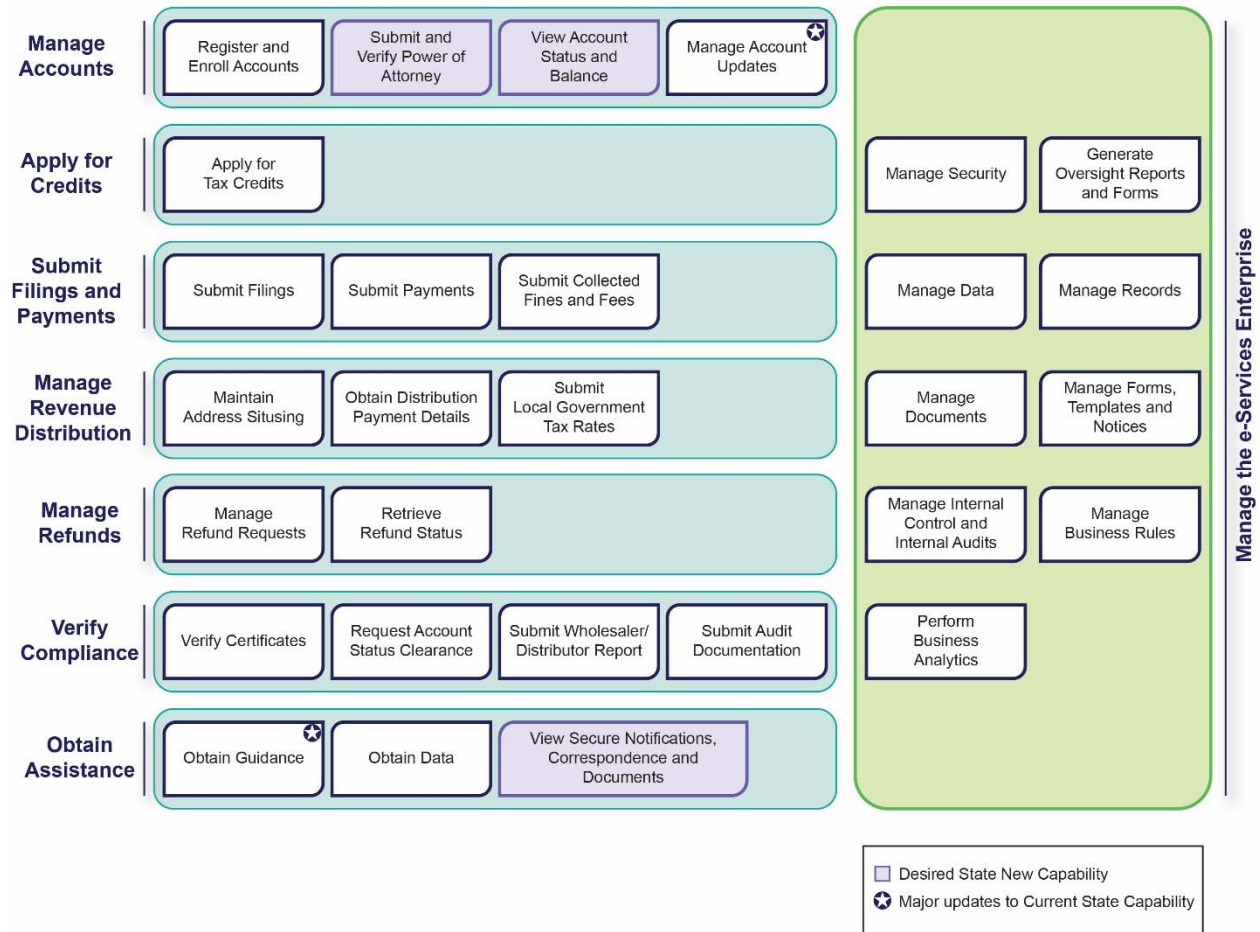 Manage
Accounts
Register and
Enroll Accounts
Submit and
Verify Power of
Attorney
View Account
Status and
Balance
Manage Account
Updates
Apply for
Credits
Apply for
Tax Credits
Manage Security
Generate
Oversight Reports
and Forms
Submit
Filings and
Payments
Submit Filings
Submit Payments
Submit Collected
Fines and Fees
Manage Data
Manage Records
Manage
Revenue
Distribution
Maintain
Address Situsing
Obtain Distribution
Payment Details
Submit
Local Government
Tax Rates
Manage
Documents
Manage Forms,
Templates and
Notices
Manage
Refunds
Manage
Refund Requests
Retrieve
Refund Status
Manage Internal
Control and
Internal Audits
Manage
Business Rules
Verify
Compliance
Verify Certificates
Request Account
Status Clearance
Submit Wholesaler/
Distributor Report
Submit Audit
Documentation
Perform
Business
Analytics
Obtain
Assistance
Obtain Guidance
Obtain Data
View Secure Notifications,
Correspondence and
Documents
Manage the e-Services Enterprise
Desired State New Capability
Major updates to Current State Capability